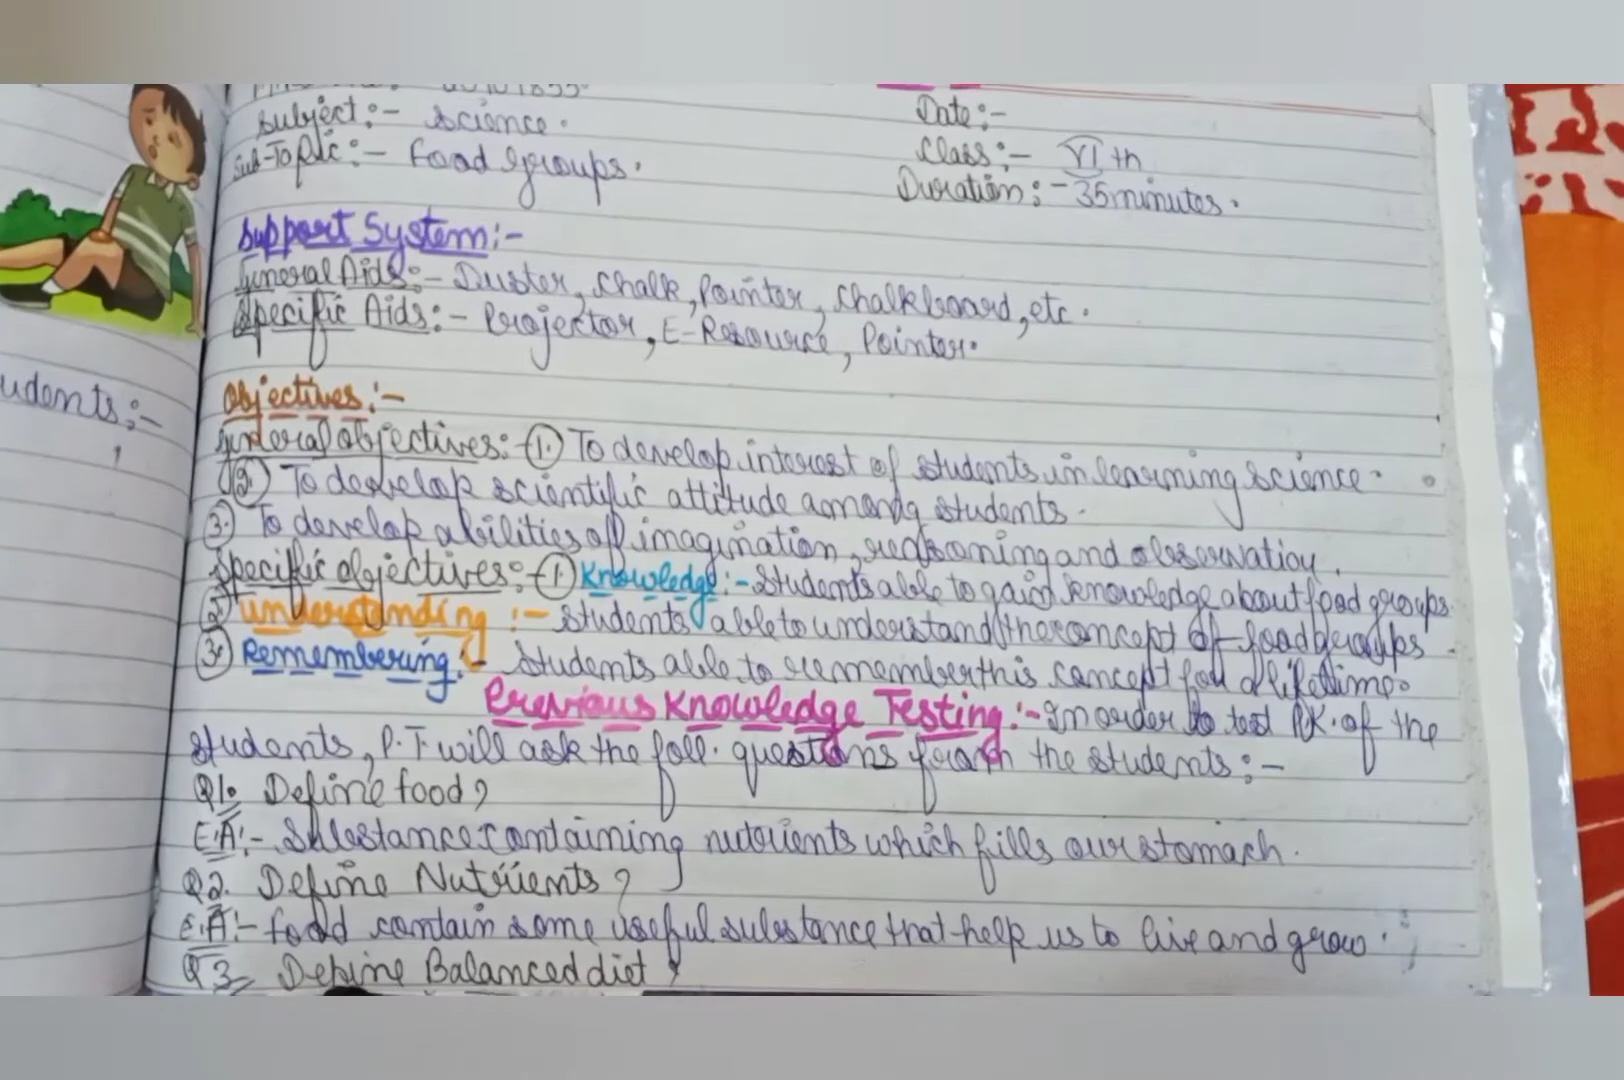 Subject:- Science.
Date:-
Sub-Topic:- Food groups.
Class:- VIth
Duration:- 35 minutes.
Support System:-
General Aids:- Duster, Chalk, Pointer, Chalkboard, etc.
Specific Aids:- Projector, E-Resource, Pointer.
udents:-
Objectives:-
General objectives:- 1. To develop interest of students in learning science.
2. To develop scientific attitude among students.
3. To develop abilities of imagination, reasoning and observation.
Specific objectives:- 1 Knowledge:- Students able to gain knowledge about food groups.
2 Understanding:- Students able to understand the concept of food groups.
3. Remembering:- Students able to remember this concept for a lifetime.
Previous Knowledge Testing:- In order to test P.K. of the
students, P.T. will ask the foll. questions from the students:-
Q1. Define food?
E.A:- Substance containing nutrients which fills our stomach.
Q2. Define Nutrients?
E.A:- food contain some useful substance that help us to live and grow.
Q3. Define Balanced diet?